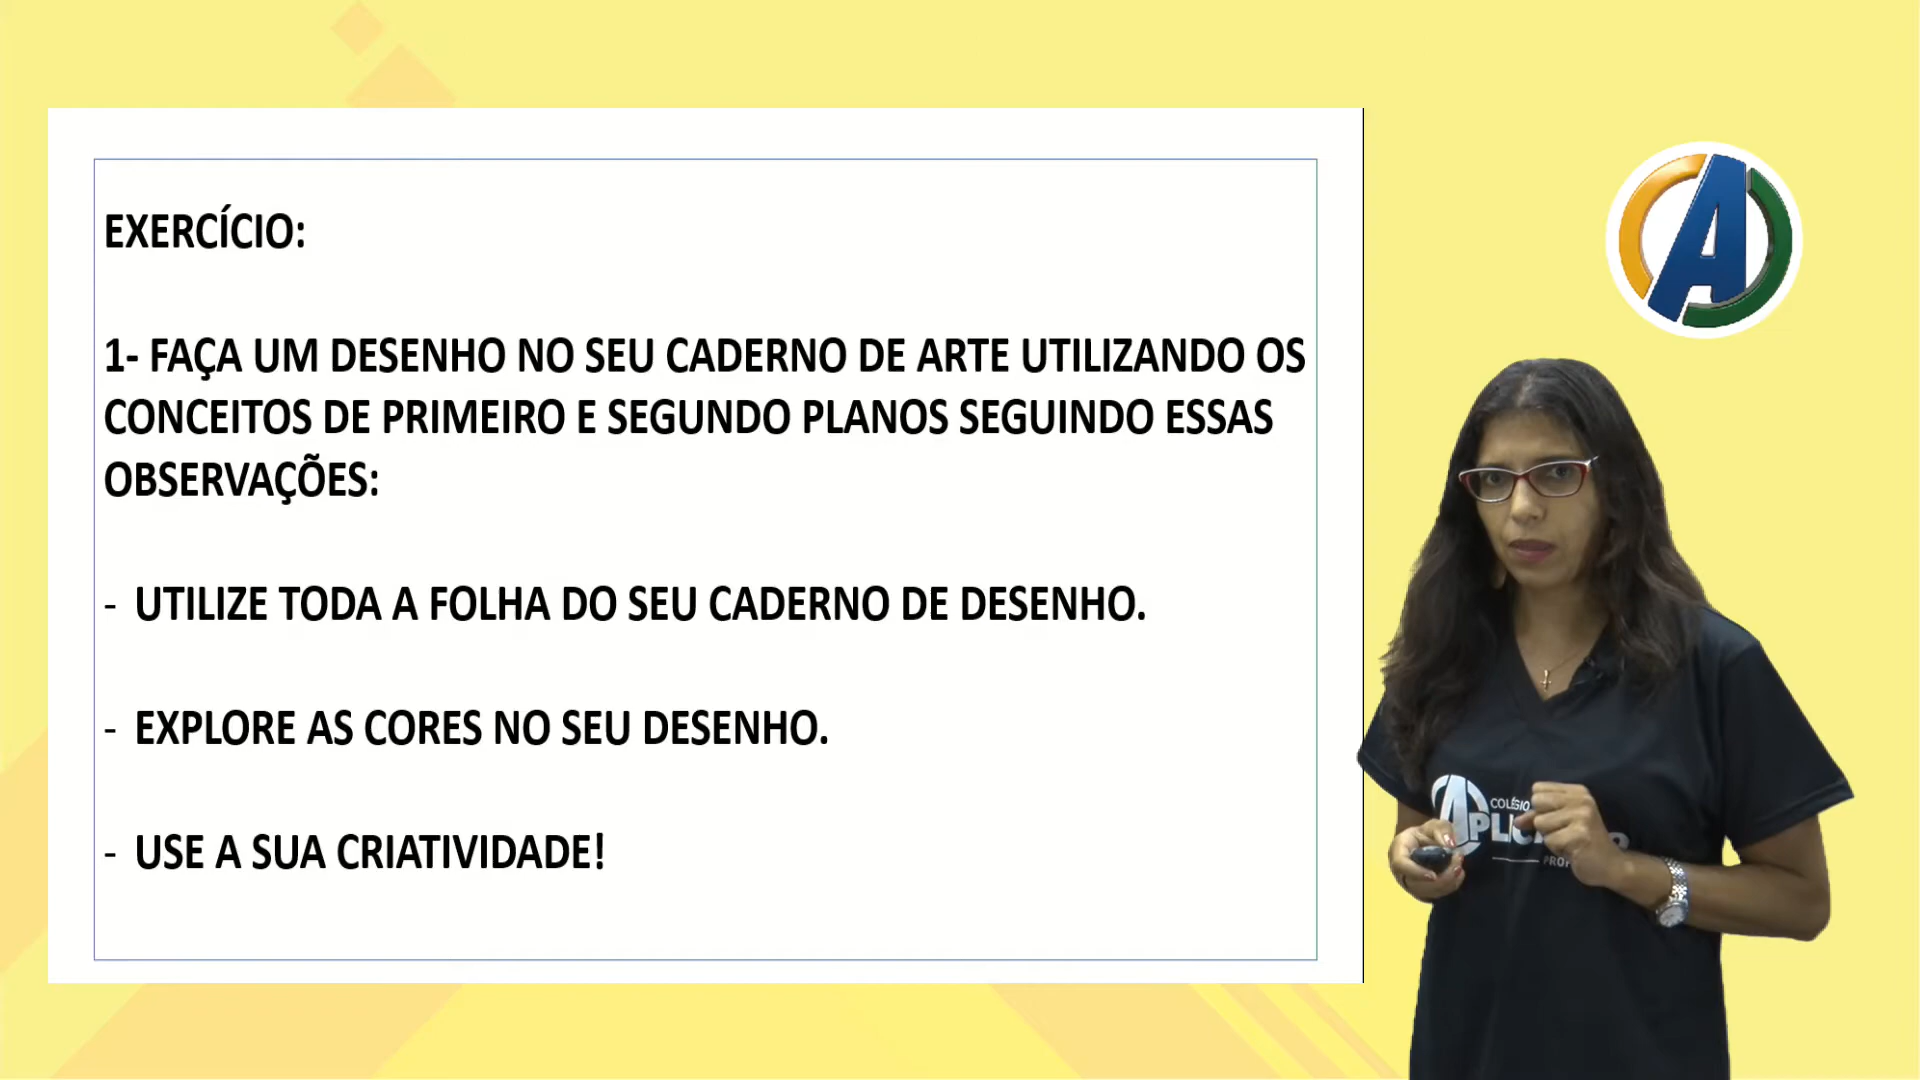 EXERCÍCIO:
1- FAÇA UM DESENHO NO SEU CADERNO DE ARTE UTILIZANDO OS
CONCEITOS DE PRIMEIRO E SEGUNDO PLANOS SEGUINDO ESSAS
OBSERVAÇÕES:
- UTILIZE TODA A FOLHA DO SEU CADERNO DE DESENHO.
- EXPLORE AS CORES NO SEU DESENHO.
- USE A SUA CRIATIVIDADE!
A
COLÉGIO